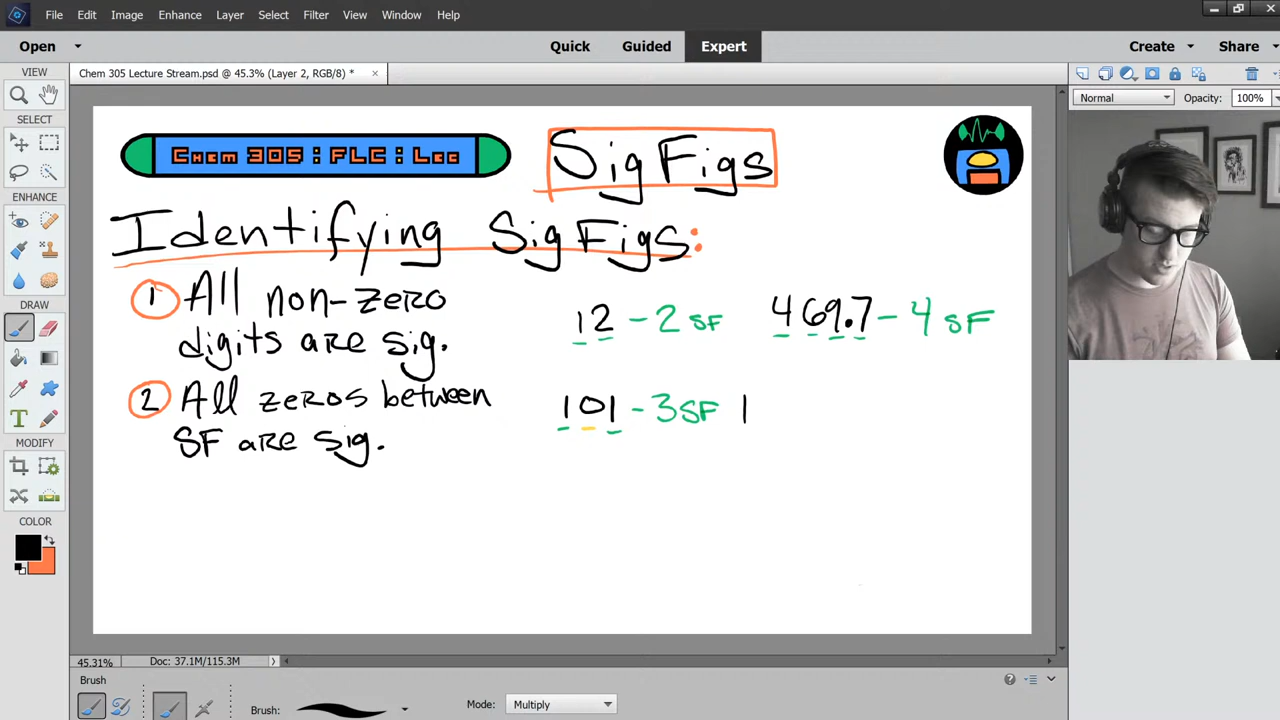 File Edit Image Enhance Layer Select Filter View Window Help
Open Quick Guided Expert Create Share
Chem 305 Lecture Stream.psd @ 45.3% (Layer 2, RGB/8) * ×
VIEW
SELECT
ENHANCE
DRAW
MODIFY
COLOR
Normal Opacity: 100%
Chem 305 : FLC : Lec
Sig Figs
Identifying Sig Figs:
1 All non-zero
digits are sig.
12 - 2 SF 469.7 - 4 SF
2 All zeros between
SF are sig.
101 - 3 SF 1
45.31% Doc: 37.1M/115.3M
Brush
Brush: Mode: Multiply